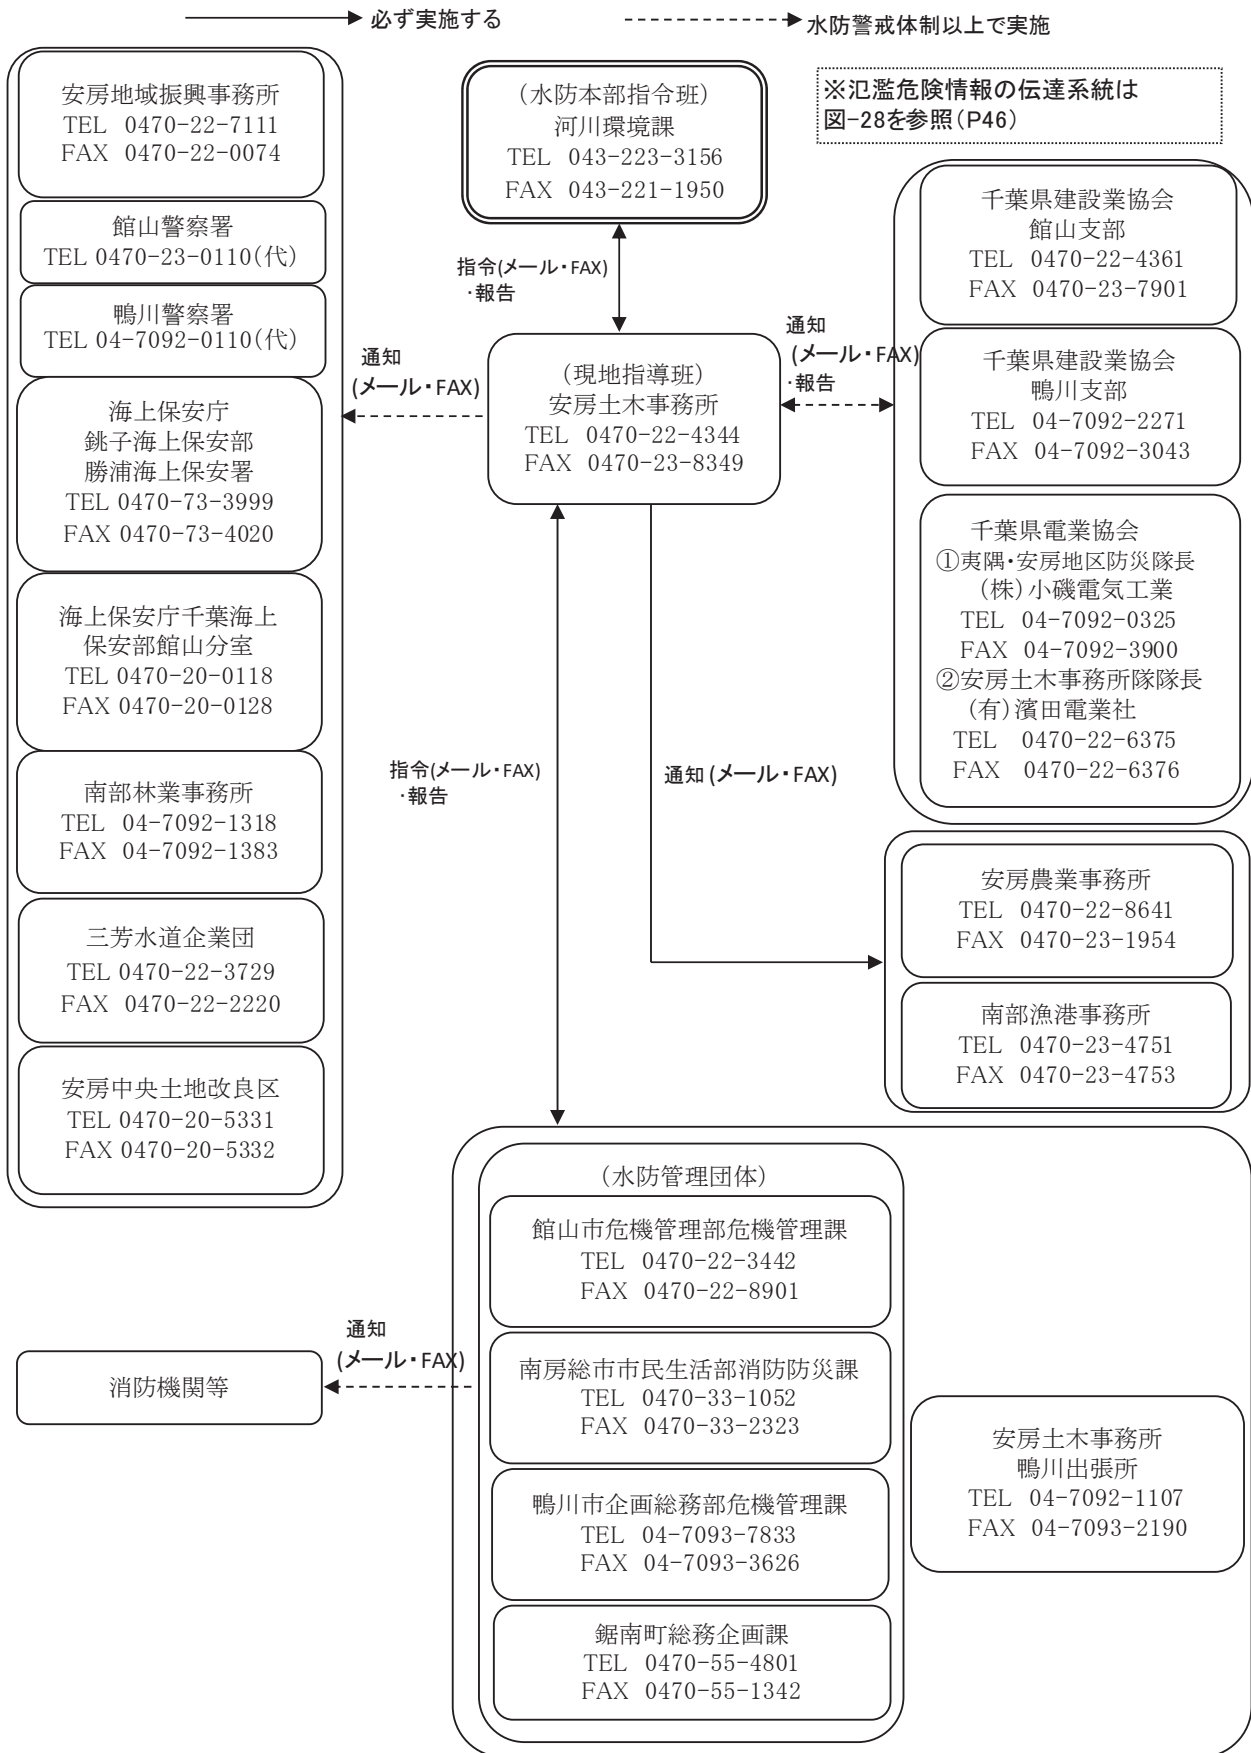 必ず実施する
水防警戒体制以上で実施
安房地域振興事務所
TEL 0470-22-7111
FAX 0470-22-0074
館山警察署
TEL 0470-23-0110(代)
鴨川警察署
TEL 04-7092-0110(代)
海上保安庁
銚子海上保安部
勝浦海上保安署
TEL 0470-73-3999
FAX 0470-73-4020
海上保安庁千葉海上
保安部館山分室
TEL 0470-20-0118
FAX 0470-20-0128
南部林業事務所
TEL 04-7092-1318
FAX 04-7092-1383
三芳水道企業団
TEL 0470-22-3729
FAX 0470-22-2220
安房中央土地改良区
TEL 0470-20-5331
FAX 0470-20-5332
(水防本部指令班)
河川環境課
TEL 043-223-3156
FAX 043-221-1950
※氾濫危険情報の伝達系統は
図-28を参照(P46)
指令(メール・FAX)
・報告
通知
(メール・FAX)
(現地指導班)
安房土木事務所
TEL 0470-22-4344
FAX 0470-23-8349
通知
(メール・FAX)
・報告
千葉県建設業協会
館山支部
TEL 0470-22-4361
FAX 0470-23-7901
千葉県建設業協会
鴨川支部
TEL 04-7092-2271
FAX 04-7092-3043
千葉県電業協会
①夷隅・安房地区防災隊長
(株)小磯電気工業
TEL 04-7092-0325
FAX 04-7092-3900
②安房土木事務所隊隊長
(有)濱田電業社
TEL 0470-22-6375
FAX 0470-22-6376
指令(メール・FAX)
・報告
通知(メール・FAX)
安房農業事務所
TEL 0470-22-8641
FAX 0470-23-1954
南部漁港事務所
TEL 0470-23-4751
FAX 0470-23-4753
(水防管理団体)
館山市危機管理部危機管理課
TEL 0470-22-3442
FAX 0470-22-8901
南房総市市民生活部消防防災課
TEL 0470-33-1052
FAX 0470-33-2323
鴨川市企画総務部危機管理課
TEL 04-7093-7833
FAX 04-7093-3626
鋸南町総務企画課
TEL 0470-55-4801
FAX 0470-55-1342
通知
(メール・FAX)
消防機関等
安房土木事務所
鴨川出張所
TEL 04-7092-1107
FAX 04-7093-2190